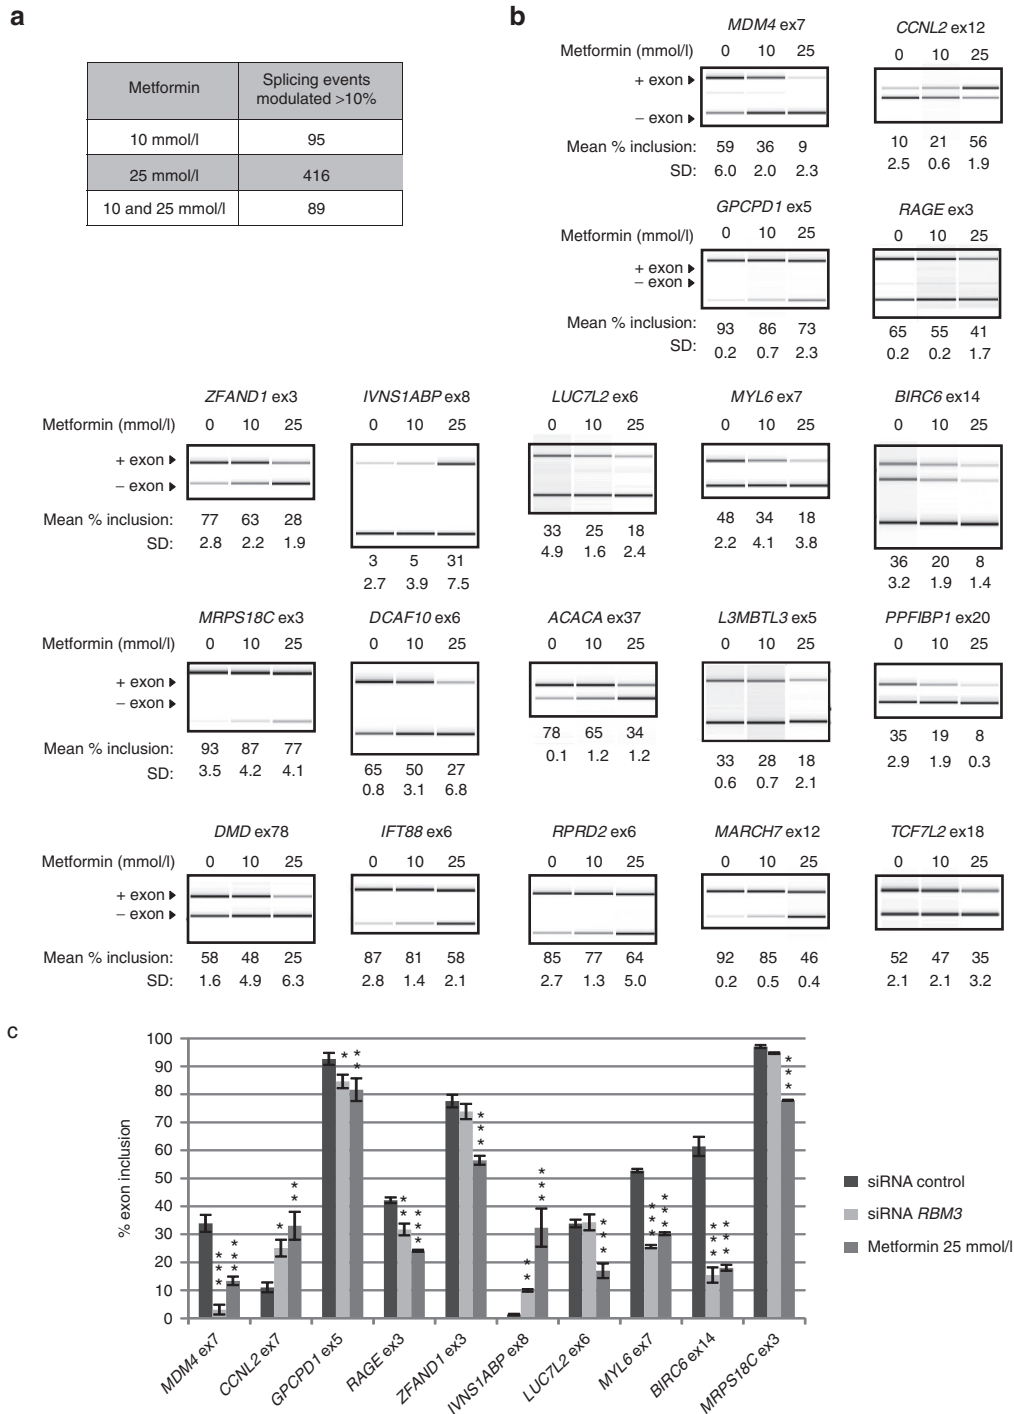 a
Metformin
Splicing events
modulated >10%
10 mmol/l 95
25 mmol/l 416
10 and 25 mmol/l 89
b
MDM4 ex7
Metformin (mmol/l) 0 10 25
+ exon
– exon
Mean % inclusion: 59 36 9
SD: 6.0 2.0 2.3
CCNL2 ex12
0 10 25
10 21 56
2.5 0.6 1.9
GPCPD1 ex5
Metformin (mmol/l) 0 10 25
+ exon
– exon
Mean % inclusion: 93 86 73
SD: 0.2 0.7 2.3
RAGE ex3
0 10 25
65 55 41
0.2 0.2 1.7
ZFAND1 ex3
Metformin (mmol/l) 0 10 25
+ exon
– exon
Mean % inclusion: 77 63 28
SD: 2.8 2.2 1.9
IVNS1ABP ex8
0 10 25
3 5 31
2.7 3.9 7.5
LUC7L2 ex6
0 10 25
33 25 18
4.9 1.6 2.4
MYL6 ex7
0 10 25
48 34 18
2.2 4.1 3.8
BIRC6 ex14
0 10 25
36 20 8
3.2 1.9 1.4
MRPS18C ex3
Metformin (mmol/l) 0 10 25
+ exon
– exon
Mean % inclusion: 93 87 77
SD: 3.5 4.2 4.1
DCAF10 ex6
0 10 25
65 50 27
0.8 3.1 6.8
ACACA ex37
0 10 25
78 65 34
0.1 1.2 1.2
L3MBTL3 ex5
0 10 25
33 28 18
0.6 0.7 2.1
PPFIBP1 ex20
0 10 25
35 19 8
2.9 1.9 0.3
DMD ex78
Metformin (mmol/l) 0 10 25
+ exon
– exon
Mean % inclusion: 58 48 25
SD: 1.6 4.9 6.3
IFT88 ex6
0 10 25
87 81 58
2.8 1.4 2.1
RPRD2 ex6
0 10 25
85 77 64
2.7 1.3 5.0
MARCH7 ex12
0 10 25
92 85 46
0.2 0.5 0.4
TCF7L2 ex18
0 10 25
52 47 35
2.1 2.1 3.2
c
% exon inclusion
100
90
80
70
60
50
40
30
20
10
0
*** *** * ** * ** ** *** *** ** *** *** *** *** *** *** ***
MDM4 ex7
CCNL2 ex7
GPCPD1 ex5
RAGE ex3
ZFAND1 ex3
IVNS1ABP ex8
LUC7L2 ex6
MYL6 ex7
BIRC6 ex14
MRPS18C ex3
siRNA control
siRNA RBM3
Metformin 25 mmol/l